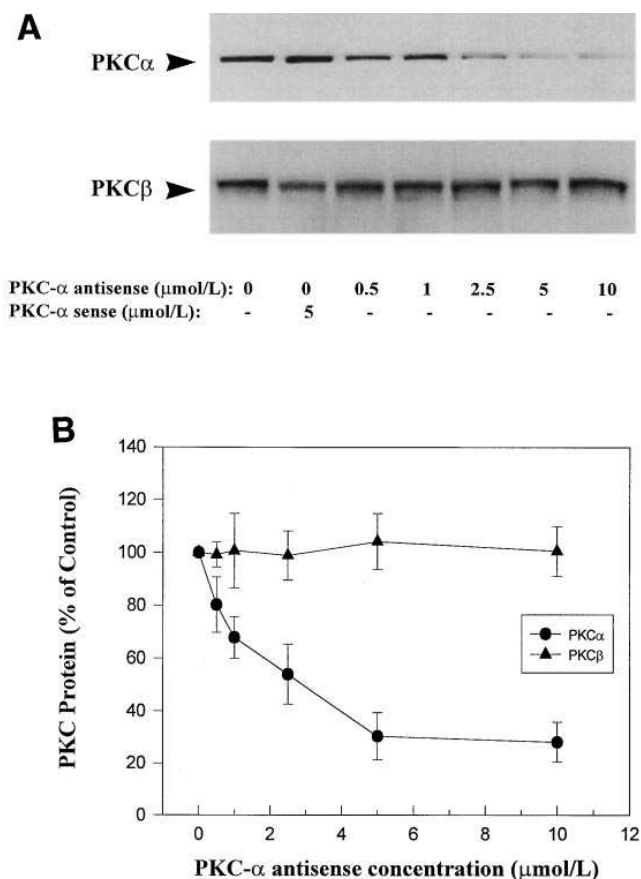 A
PKCα
PKCβ
PKC-α antisense (μmol/L): 0 0 0.5 1 2.5 5 10
PKC-α sense (μmol/L): - 5 - - - - -
B
140
120
100
80
60
40
20
0
PKC Protein (% of Control)
PKCα
PKCβ
0 2 4 6 8 10 12
PKC-α antisense concentration (μmol/L)